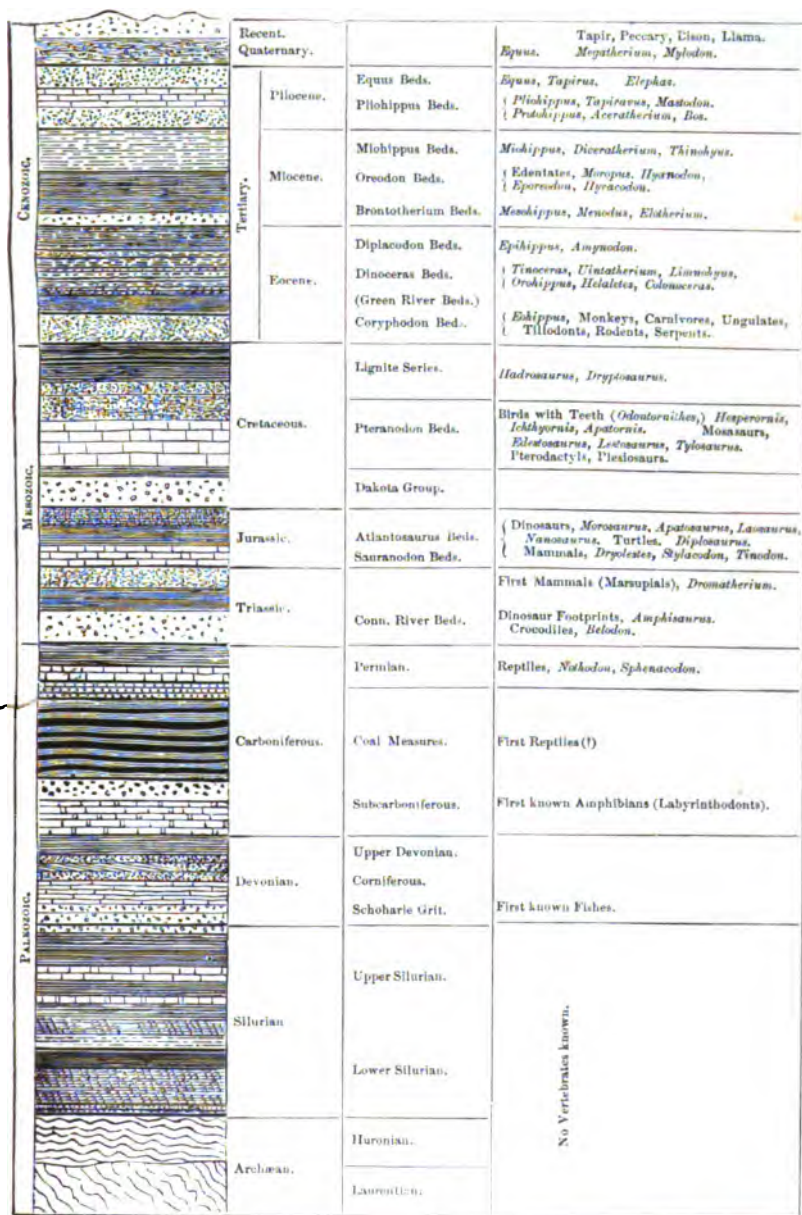 Recent.
Quaternary.
Tapir, Peccary, Bison, Llama.
Equus. Megatherium, Mylodon.
CENOZOIC.
Tertiary.
Pliocene.
Equus Beds.
Equus, Tapirus. Elephas.
Pliohippus Beds.
{ Pliohippus, Tapiravus, Mastodon.
Protohippus, Aceratherium, Bos.
Miocene.
Miohippus Beds.
Miohippus, Diceratherium, Thinohyus.
Oreodon Beds.
{ Edentates, Moropus. Hyænodon,
Eporeodon, Hyracodon.
Brontotherium Beds.
Mesohippus, Menodus, Elotherium.
Eocene.
Diplacodon Beds.
Epihippus, Amynodon.
Dinoceras Beds.
{ Tinoceras, Uintatherium, Limnohyus,
Orohippus, Helaletes, Colonoceras.
(Green River Beds.)
Coryphodon Beds.
{ Eohippus, Monkeys, Carnivores, Ungulates,
Tillodonts, Rodents, Serpents.
MESOZOIC.
Cretaceous.
Lignite Series.
Hadrosaurus, Dryptosaurus.
Pteranodon Beds.
Birds with Teeth (Odontornithes,) Hesperornis,
Ichthyornis, Apatornis. Mosasaurs,
Edestosaurus, Lestosaurus, Tylosaurus.
Pterodactyls, Plesiosaurs.
Dakota Group.
Jurassic.
Atlantosaurus Beds.
Sauranodon Beds.
{ Dinosaurs, Morosaurus, Apatosaurus, Laosaurus,
Nanosaurus. Turtles. Diplosaurus.
Mammals, Dryolestes, Stylacodon, Tinodon.
Triassic.
First Mammals (Marsupials), Dromatherium.
Conn. River Beds.
Dinosaur Footprints, Amphisaurus.
Crocodiles, Belodon.
PALEOZOIC.
Carboniferous.
Permian.
Reptiles, Nothodon, Sphenacodon.
Coal Measures.
First Reptiles (?)
Subcarboniferous.
First known Amphibians (Labyrinthodonts).
Devonian.
Upper Devonian.
Corniferous.
Schoharie Grit.
First known Fishes.
Silurian
Upper Silurian.
Lower Silurian.
No Vertebrates known.
Archæan.
Huronian.
Laurentian.